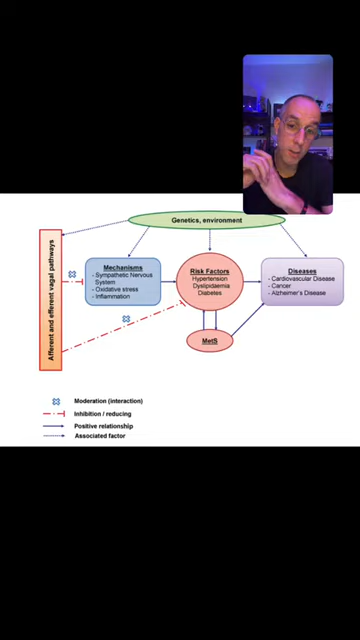 Genetics, environment
Afferent and efferent vagal pathways
Mechanisms
- Sympathetic Nervous
System
- Oxidative stress
- Inflammation
Risk Factors
Hypertension
Dyslipidaemia
Diabetes
Diseases
- Cardiovascular Disease
- Cancer
- Alzheimer's Disease
MetS
Moderation (interaction)
Inhibition / reducing
Positive relationship
Associated factor